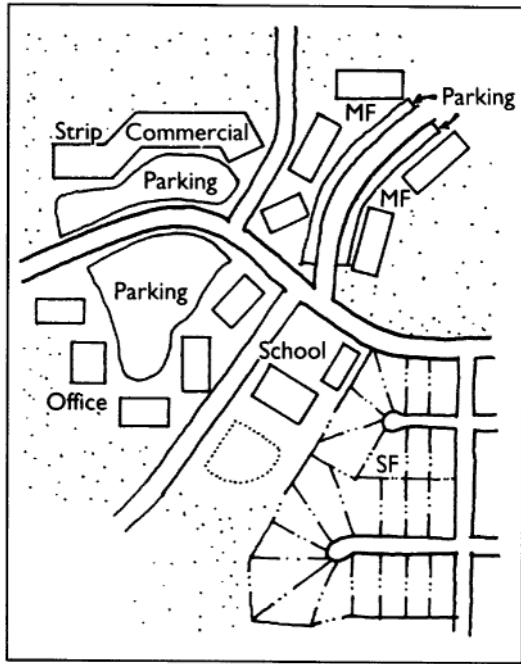 MF
Parking
Strip Commercial
Parking
MF
Parking
School
Office
SF